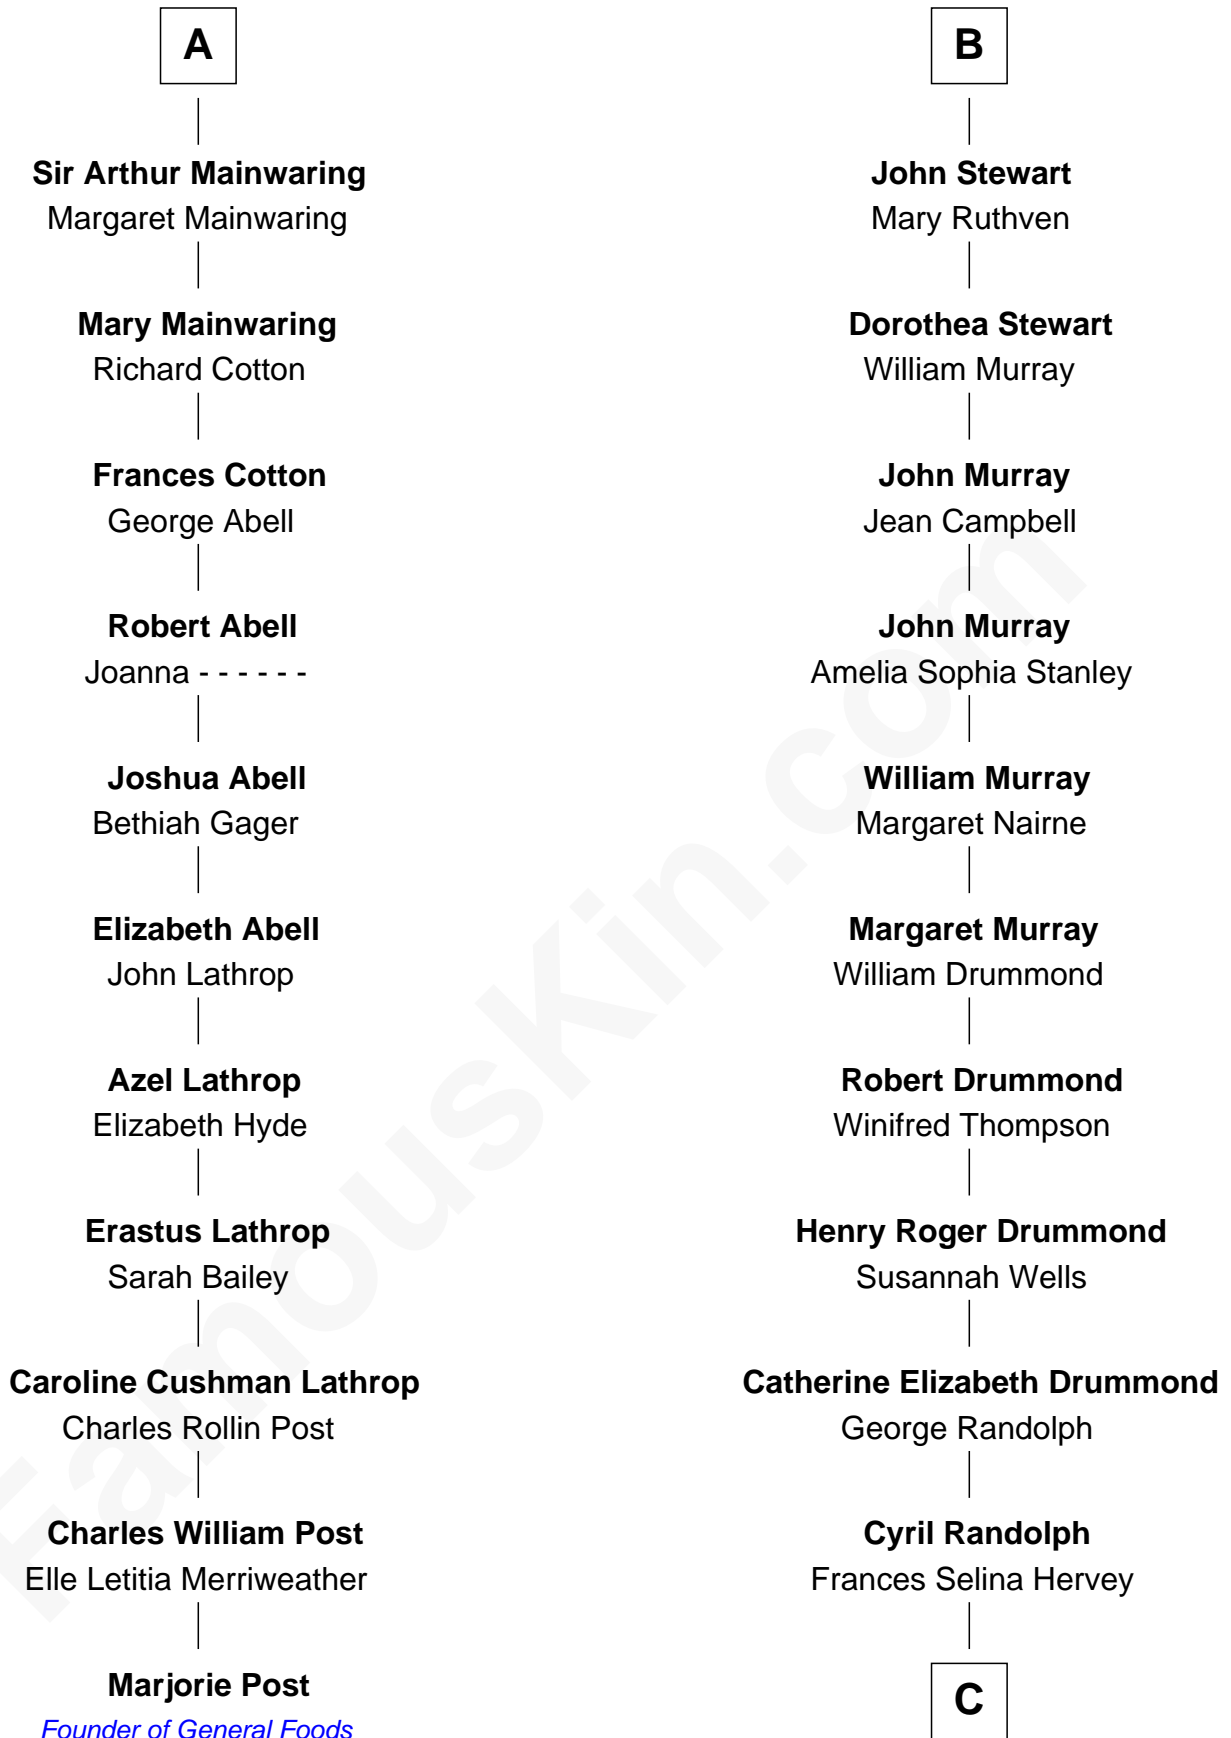 A
Sir Arthur Mainwaring
Margaret Mainwaring
Mary Mainwaring
Richard Cotton
Frances Cotton
George Abell
Robert Abell
Joanna - - - - - -
Joshua Abell
Bethiah Gager
Elizabeth Abell
John Lathrop
Azel Lathrop
Elizabeth Hyde
Erastus Lathrop
Sarah Bailey
Caroline Cushman Lathrop
Charles Rollin Post
Charles William Post
Elle Letitia Merriweather
Marjorie Post
Founder of General Foods
B
John Stewart
Mary Ruthven
Dorothea Stewart
William Murray
John Murray
Jean Campbell
John Murray
Amelia Sophia Stanley
William Murray
Margaret Nairne
Margaret Murray
William Drummond
Robert Drummond
Winifred Thompson
Henry Roger Drummond
Susannah Wells
Catherine Elizabeth Drummond
George Randolph
Cyril Randolph
Frances Selina Hervey
C
FamousKin.com